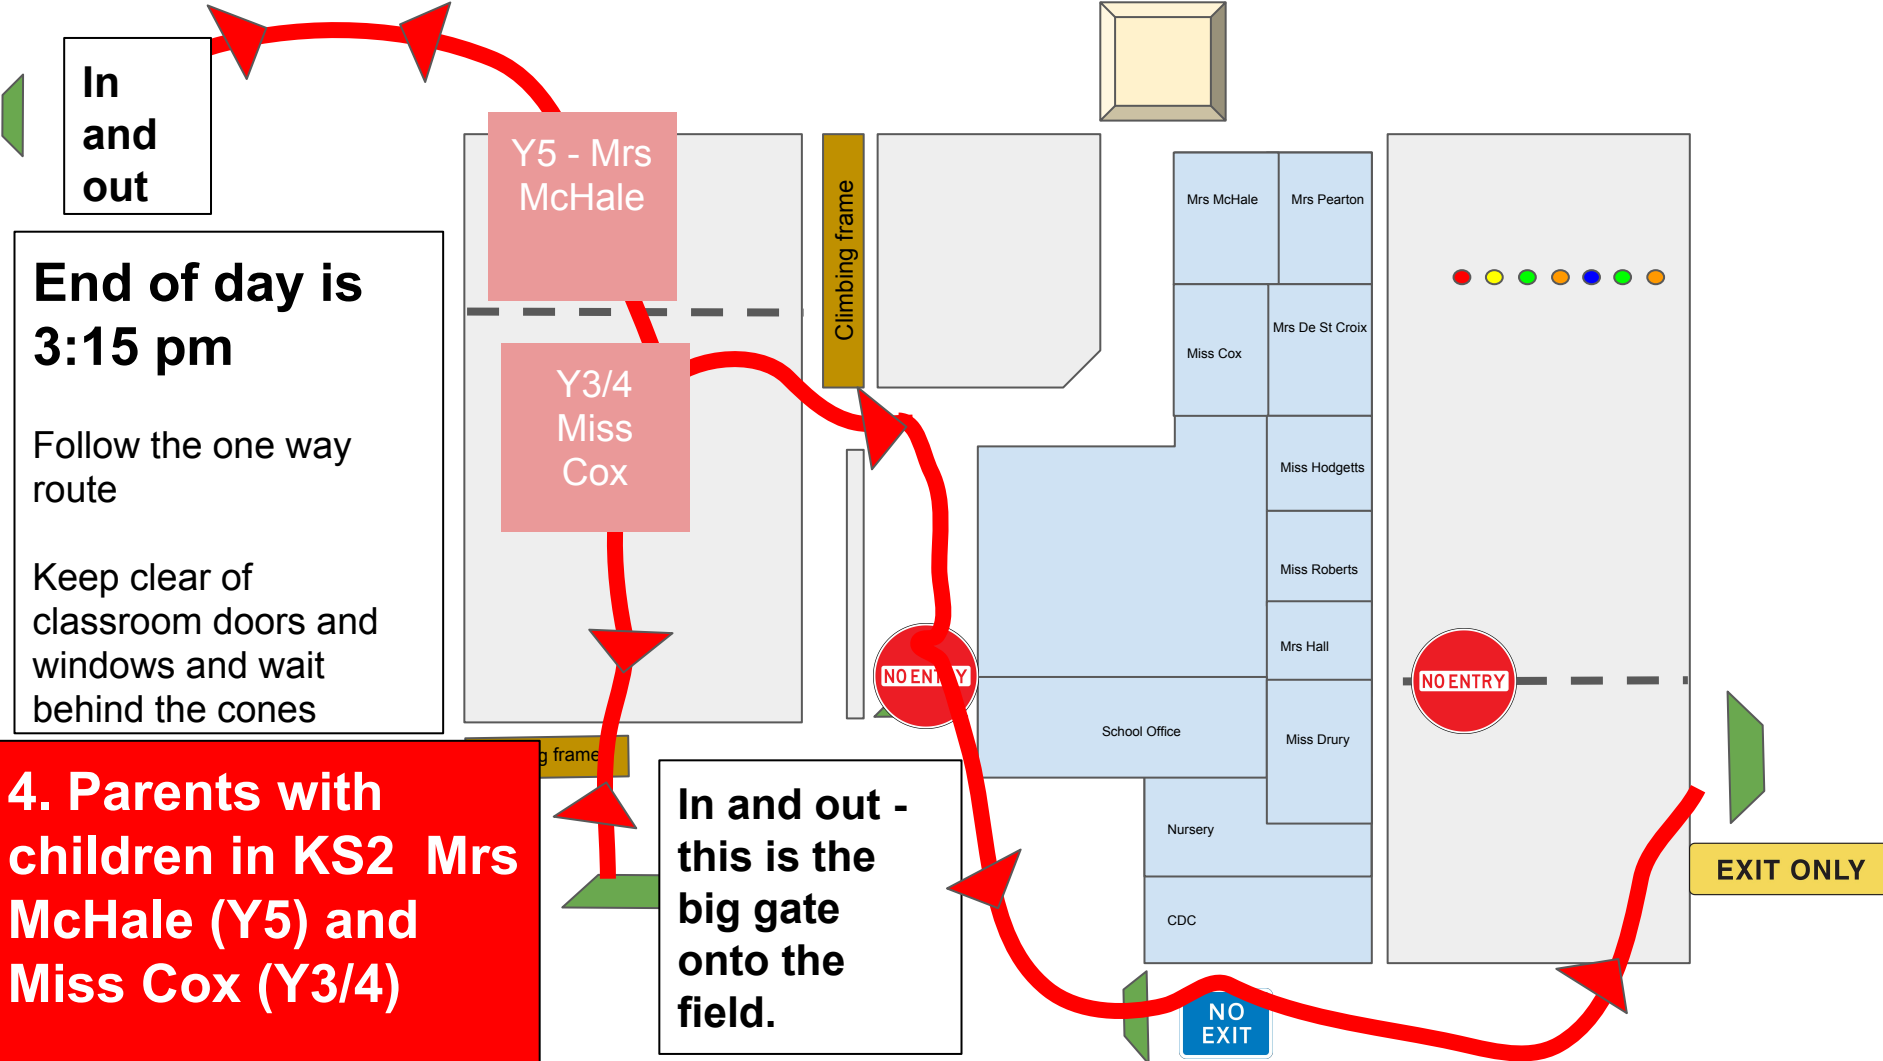 In
and
out
Y5 - Mrs
McHale
Climbing frame
Mrs McHale
Mrs Pearton
End of day is
3:15 pm
Follow the one way
route
Keep clear of
classroom doors and
windows and wait
behind the cones
Y3/4
Miss
Cox
Miss Cox
Mrs De St Croix
Miss Hodgetts
Miss Roberts
Mrs Hall
NO ENTRY
NO ENTRY
School Office
Miss Drury
g frame
4. Parents with
children in KS2 Mrs
McHale (Y5) and
Miss Cox (Y3/4)
In and out -
this is the
big gate
onto the
field.
Nursery
CDC
EXIT ONLY
NO
EXIT